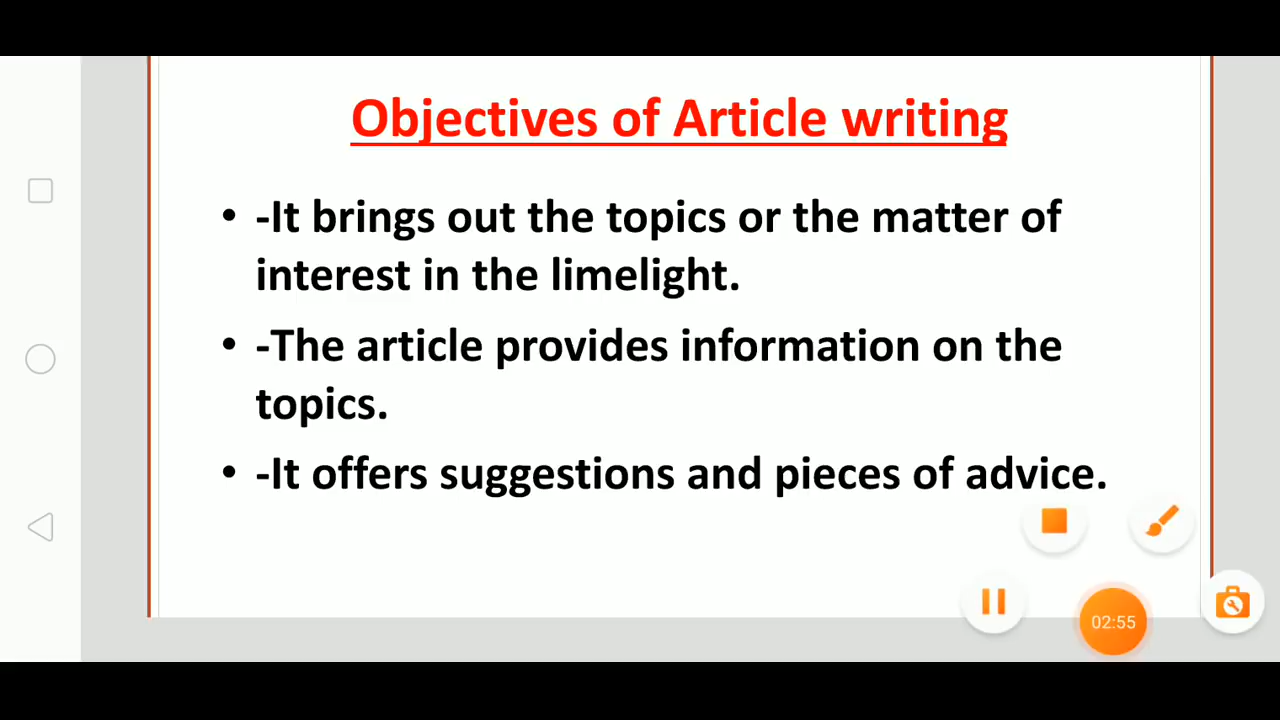 Objectives of Article writing
• -It brings out the topics or the matter of
interest in the limelight.
• -The article provides information on the
topics.
• -It offers suggestions and pieces of advice.
02:55